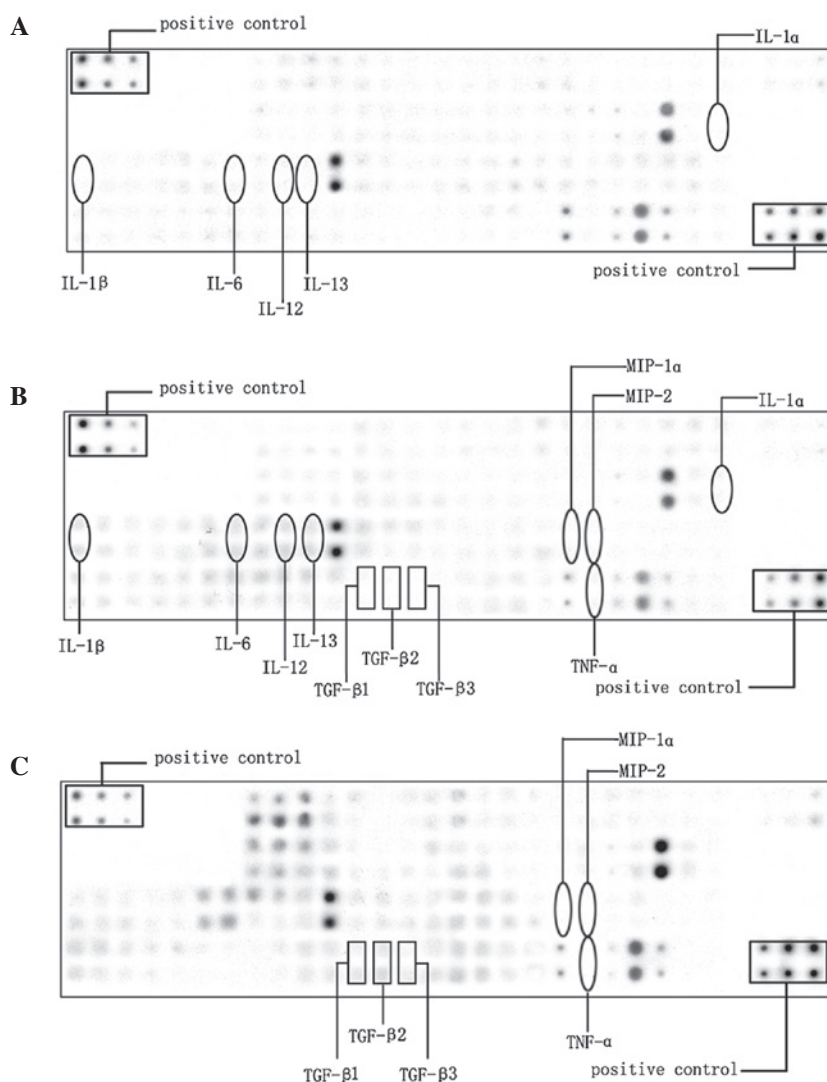 A
positive control
IL-1α
IL-1β
IL-6
IL-12
IL-13
positive control
B
positive control
MIP-1α
MIP-2
IL-1α
IL-1β
IL-6
IL-12
IL-13
TGF-β1
TGF-β2
TGF-β3
TNF-α
positive control
C
positive control
MIP-1α
MIP-2
TGF-β1
TGF-β2
TGF-β3
TNF-α
positive control